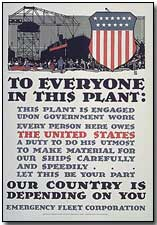 TO EVERYONE
IN THIS PLANT:
THIS PLANT IS ENGAGED
UPON GOVERNMENT WORK
EVERY PERSON HERE OWES
THE UNITED STATES
A DUTY TO DO HIS UTMOST
TO MAKE MATERIAL FOR
OUR SHIPS CAREFULLY
AND SPEEDILY.
LET THIS BE YOUR PART
OUR COUNTRY IS
DEPENDING ON YOU
EMERGENCY FLEET CORPORATION